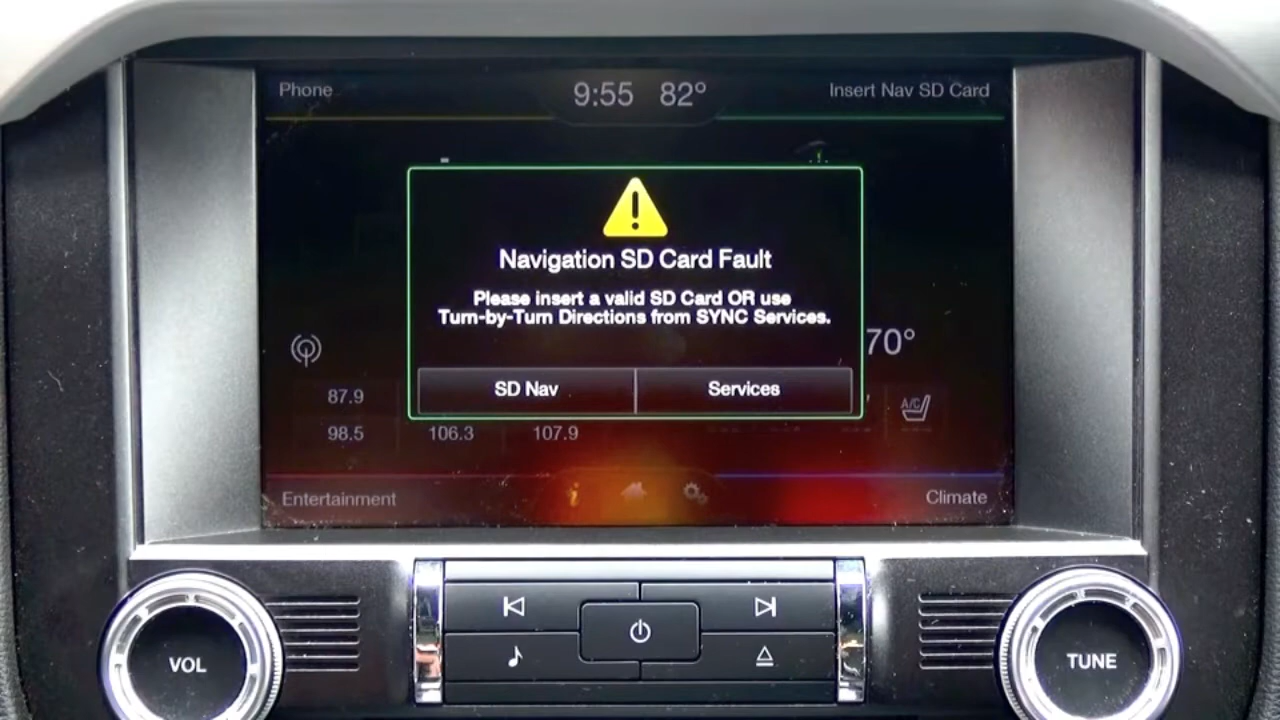 Phone
9:55 82°
Insert Nav SD Card
Navigation SD Card Fault
Please insert a valid SD Card OR use
Turn-by-Turn Directions from SYNC Services.
70°
SD Nav
Services
87.9
A/C
98.5
106.3
107.9
Entertainment
Climate
VOL
TUNE